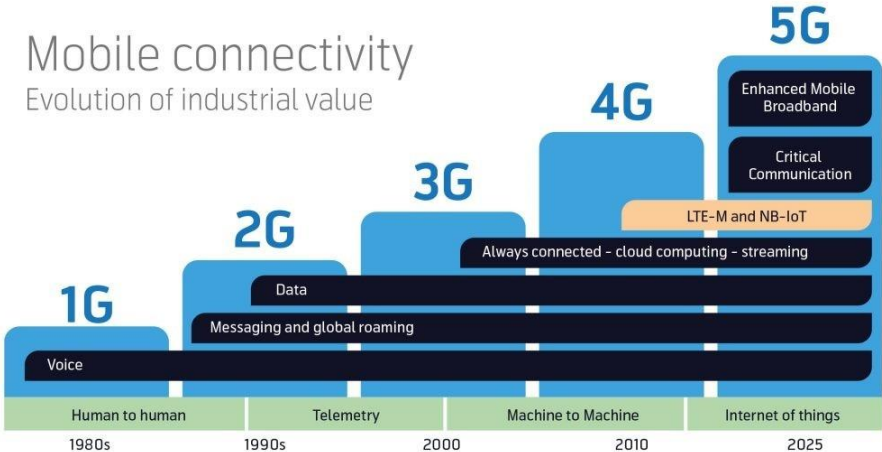 Mobile connectivity
Evolution of industrial value
1G
2G
3G
4G
5G
Enhanced Mobile
Broadband
Critical
Communication
LTE-M and NB-IoT
Always connected - cloud computing - streaming
Data
Messaging and global roaming
Voice
Human to human
Telemetry
Machine to Machine
Internet of things
1980s
1990s
2000
2010
2025